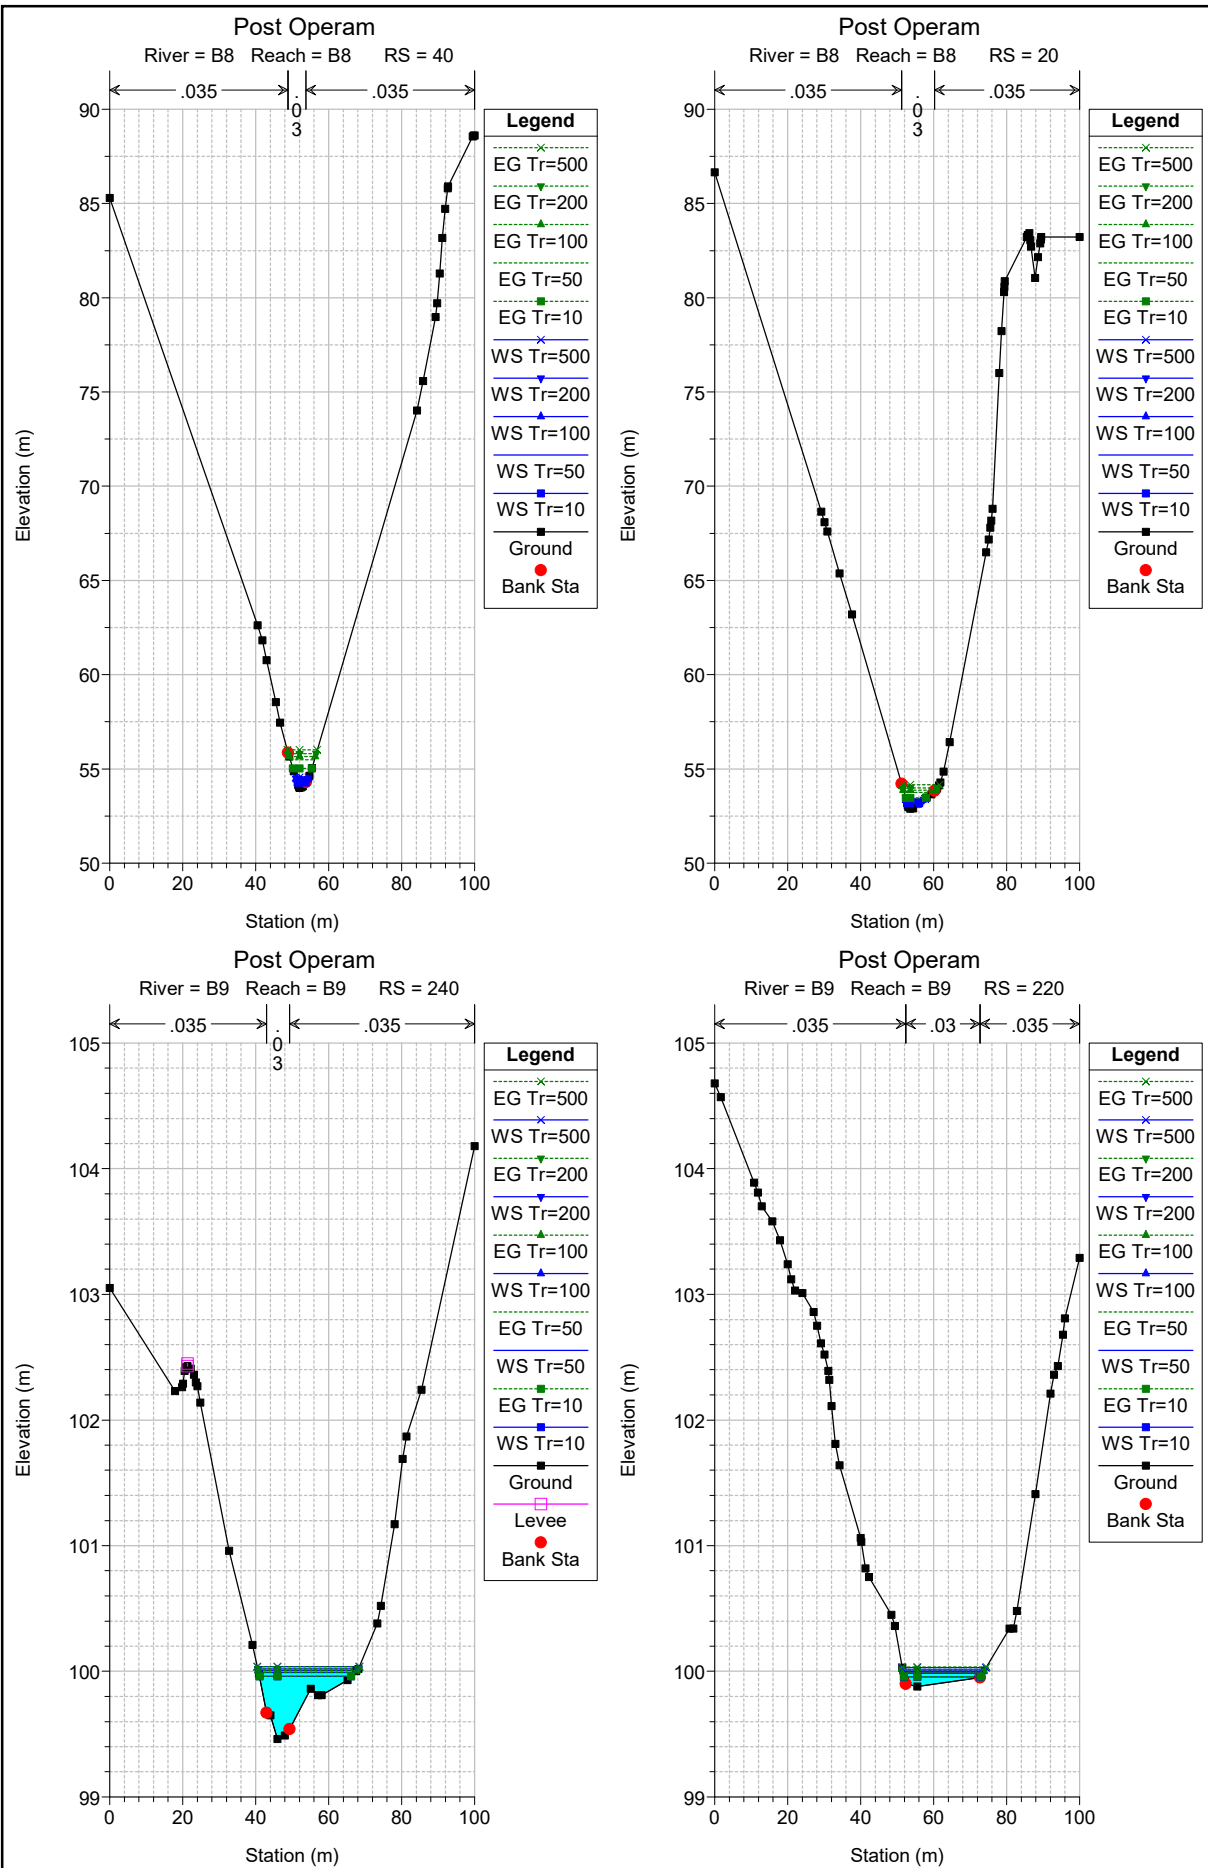 Post Operam
River = B8 Reach = B8 RS = 40
.035
.03
.035
90
85
80
75
70
65
60
55
50
Elevation (m)
0 20 40 60 80 100
Station (m)
Legend
EG Tr=500
EG Tr=200
EG Tr=100
EG Tr=50
EG Tr=10
WS Tr=500
WS Tr=200
WS Tr=100
WS Tr=50
WS Tr=10
Ground
Bank Sta
Post Operam
River = B8 Reach = B8 RS = 20
.035
.03
.035
90
85
80
75
70
65
60
55
50
Elevation (m)
0 20 40 60 80 100
Station (m)
Legend
EG Tr=500
EG Tr=200
EG Tr=100
EG Tr=50
EG Tr=10
WS Tr=500
WS Tr=200
WS Tr=100
WS Tr=50
WS Tr=10
Ground
Bank Sta
Post Operam
River = B9 Reach = B9 RS = 240
.035
.03
.035
105
104
103
102
101
100
99
Elevation (m)
0 20 40 60 80 100
Station (m)
Legend
EG Tr=500
WS Tr=500
EG Tr=200
WS Tr=200
EG Tr=100
WS Tr=100
EG Tr=50
WS Tr=50
EG Tr=10
WS Tr=10
Ground
Levee
Bank Sta
Post Operam
River = B9 Reach = B9 RS = 220
.035
.03
.035
105
104
103
102
101
100
99
Elevation (m)
0 20 40 60 80 100
Station (m)
Legend
EG Tr=500
WS Tr=500
EG Tr=200
WS Tr=200
EG Tr=100
WS Tr=100
EG Tr=50
WS Tr=50
EG Tr=10
WS Tr=10
Ground
Bank Sta